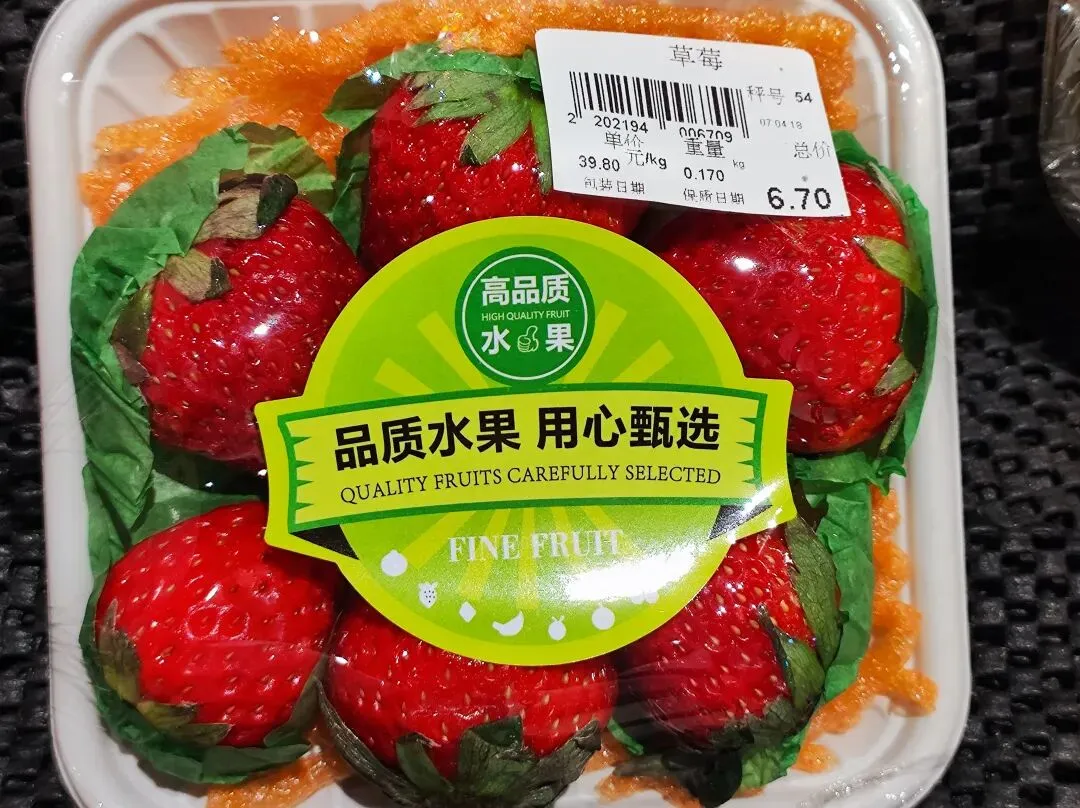 草莓
秤号 54
2 202194 006709
07 04 18
单价 重量 总价
39.80 元/kg 0.170 kg 6.70
包装日期 保质日期
高品质
HIGH QUALITY FRUIT
水果
品质水果 用心甄选
QUALITY FRUITS CAREFULLY SELECTED
FINE FRUIT